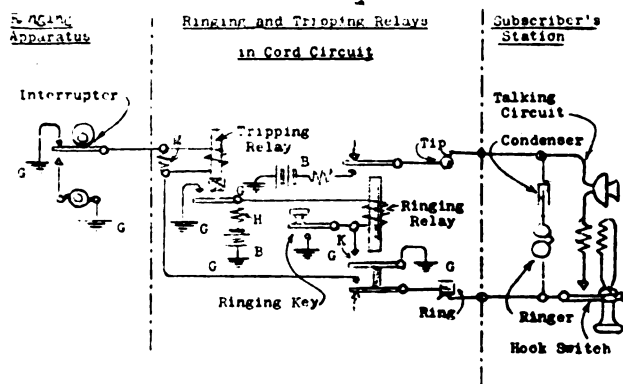 Ringing
Apparatus
Ringing and Tripping Relays
in Cord Circuit
Subscriber's
Station
Interrupter
Tripping
Relay
B
Tip
Talking
Circuit
Condenser
G
G
G
H
B
G
Ringing
Relay
K
G
G
G
Ringing Key
Ring
Ringer
Hook Switch